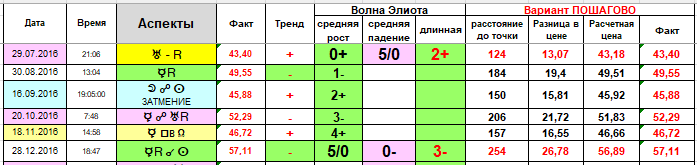 Волна Элиота Вариант ПОШАГОВО
Дата Время Аспекты Факт Тренд средняя рост средняя падение длинная расстояние до точки Разница в цене Расчетная цена Факт
29.07.2016 21:06 ♅ - R 43,40 + 0+ 5/0 2+ 124 13,07 43,18 43,40
30.08.2016 13:04 ☿R 49,55 - 1- 184 19,4 49,51 49,55
16.09.2016 19:05:00 ☽ ☍ ☉ ЗАТМЕНИЕ 45,88 + 2+ 150 15,81 45,92 45,88
20.10.2016 7:48 ☿ ☍ ♅R 52,29 - 3- 206 21,72 51,83 52,29
18.11.2016 14:58 ☿ □ В ☊ 46,72 + 4+ 157 16,55 46,66 46,72
28.12.2016 18:47 ☿R ☌ ☉ 57,11 - 5/0 0- 3- 254 26,78 56,89 57,11